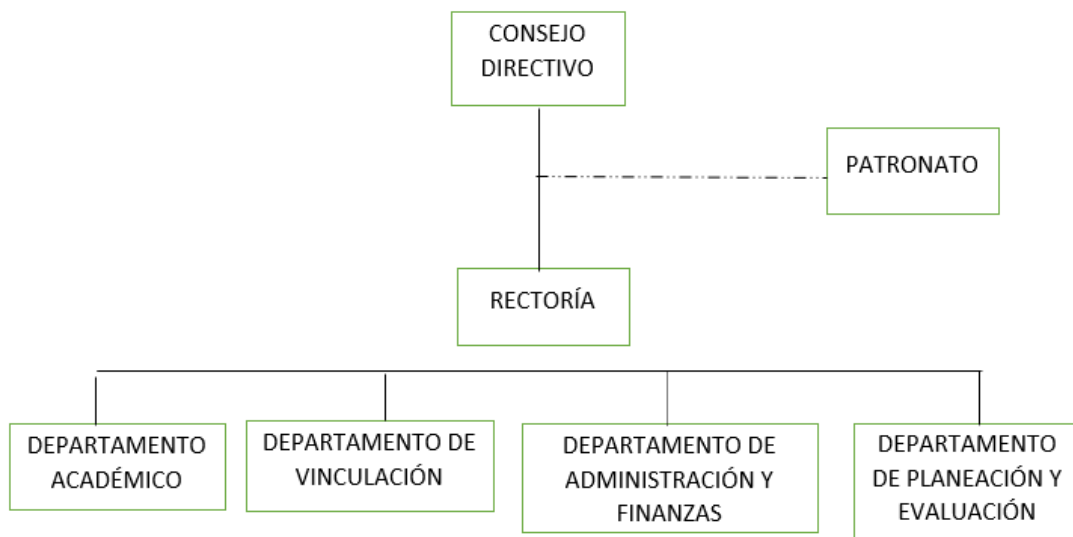 CONSEJO
DIRECTIVO
PATRONATO
RECTORÍA
DEPARTAMENTO
ACADÉMICO
DEPARTAMENTO DE
VINCULACIÓN
DEPARTAMENTO DE
ADMINISTRACIÓN Y
FINANZAS
DEPARTAMENTO
DE PLANEACIÓN Y
EVALUACIÓN